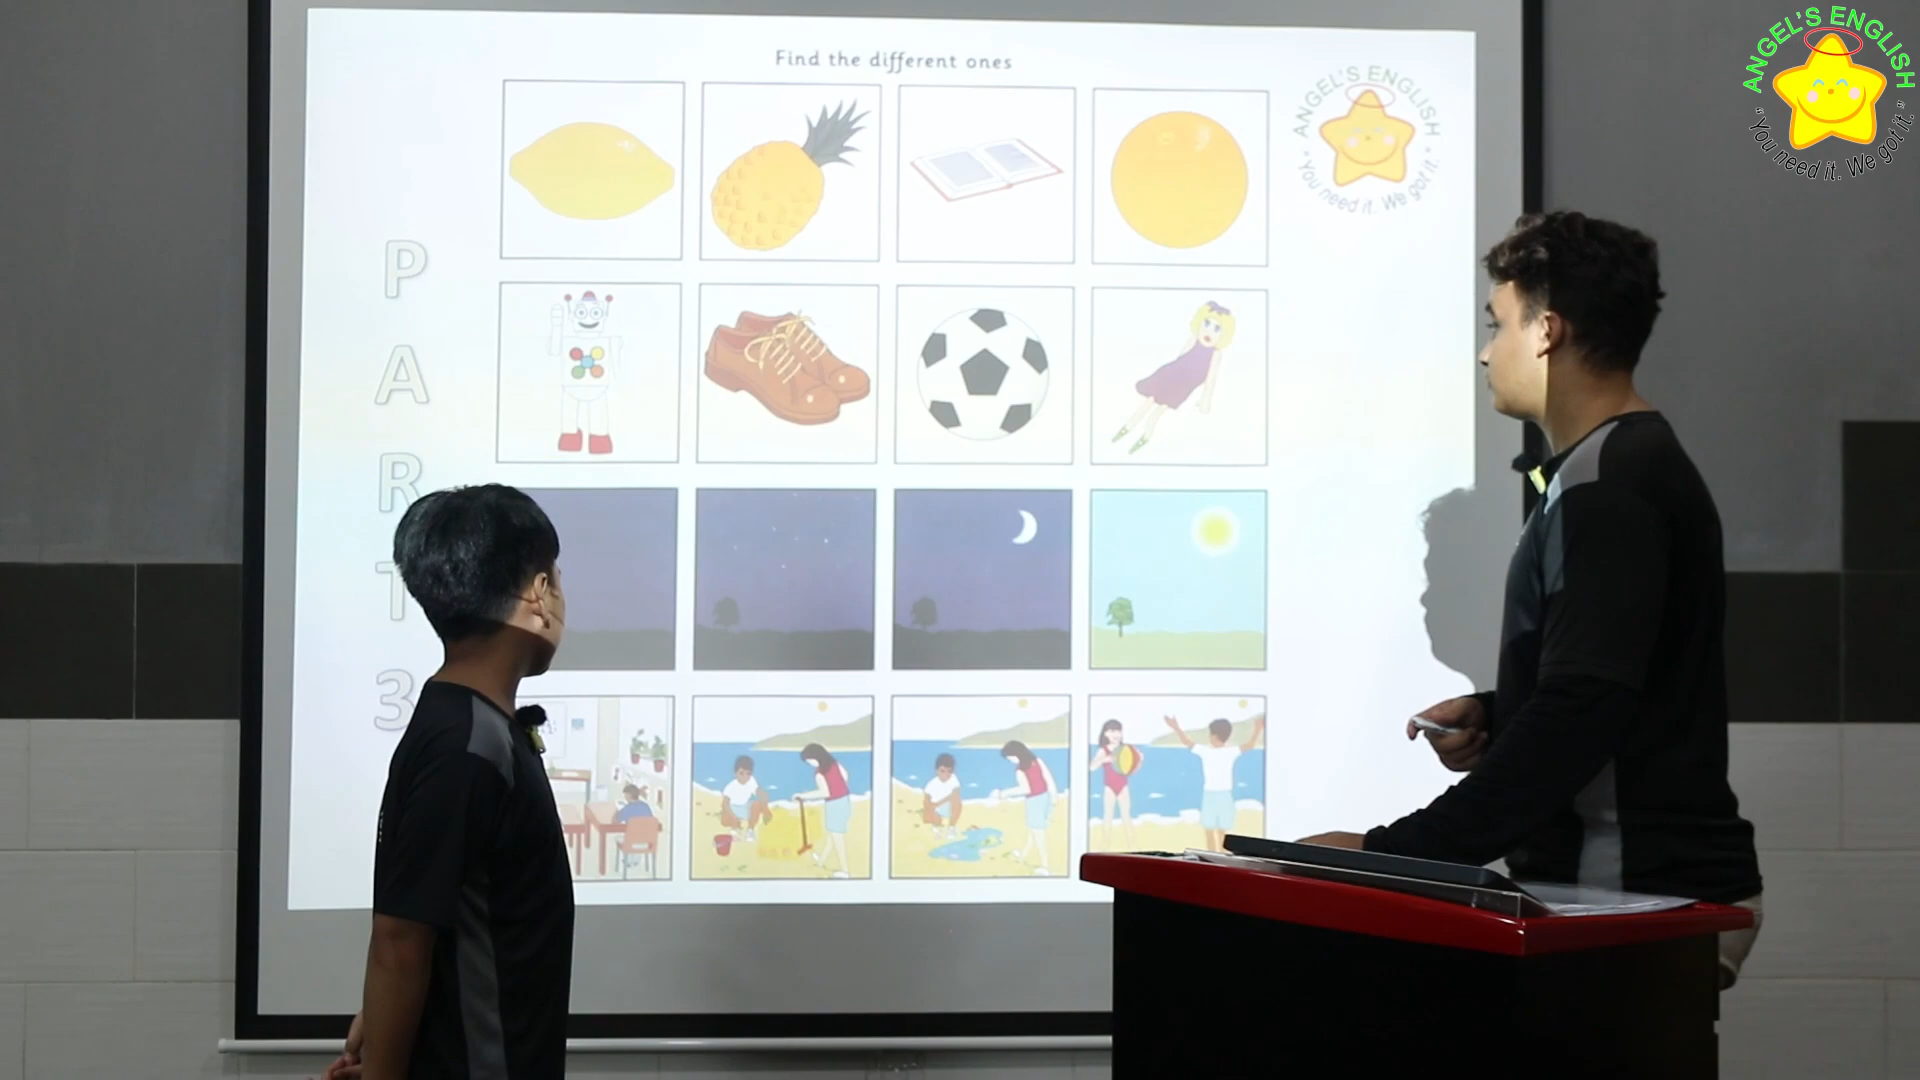 Find the different ones
ANGEL'S ENGLISH
"You need it. We got it."
ANGEL'S ENGLISH
You need it. We got it.
P
A
R
T
3